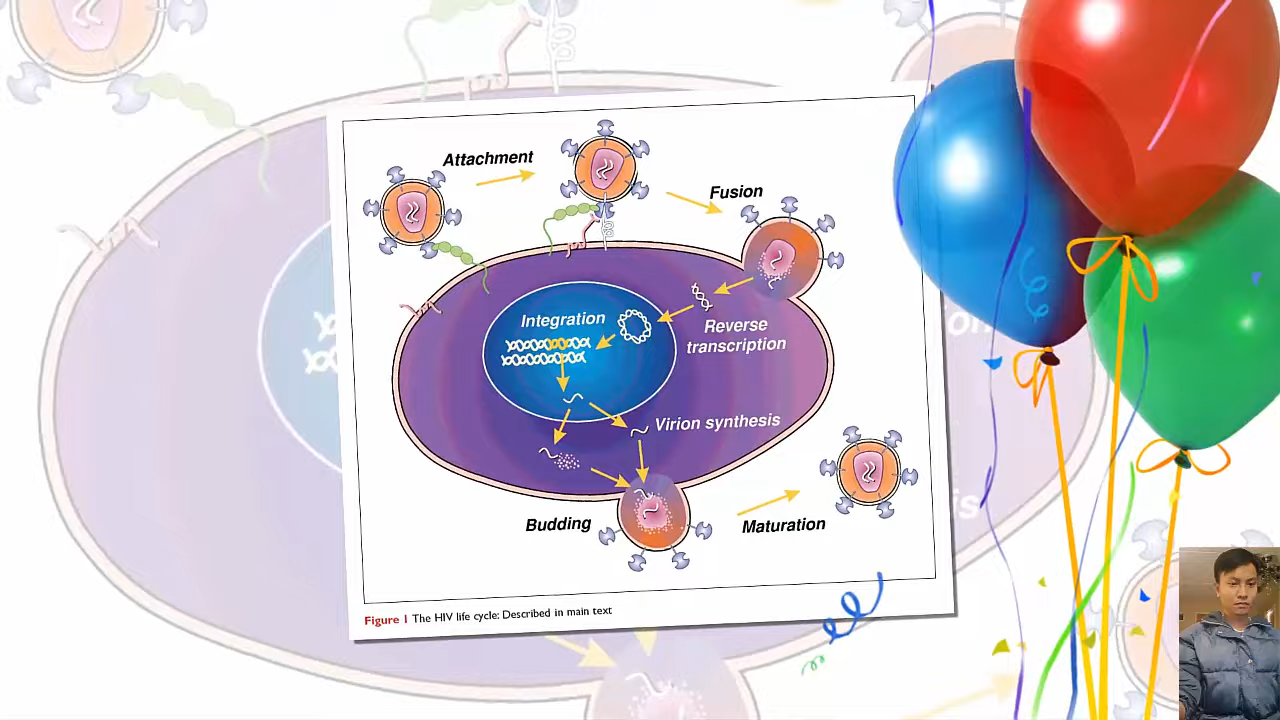 Attachment
Fusion
Integration
Reverse
transcription
Virion synthesis
Budding
Maturation
Figure 1 The HIV life cycle: Described in main text